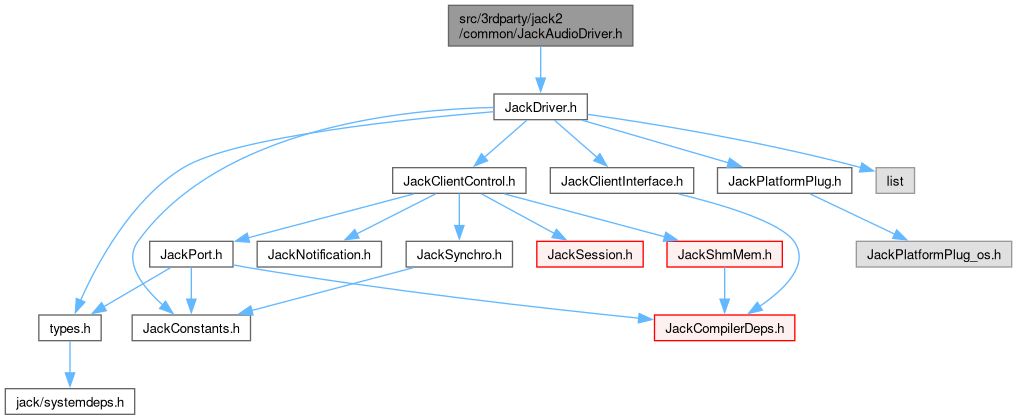 src/3rdparty/jack2
/common/JackAudioDriver.h
JackDriver.h
JackClientControl.h
JackClientInterface.h
JackPlatformPlug.h
list
JackPort.h
JackNotification.h
JackSynchro.h
JackSession.h
JackShmMem.h
JackPlatformPlug_os.h
types.h
JackConstants.h
JackCompilerDeps.h
jack/systemdeps.h